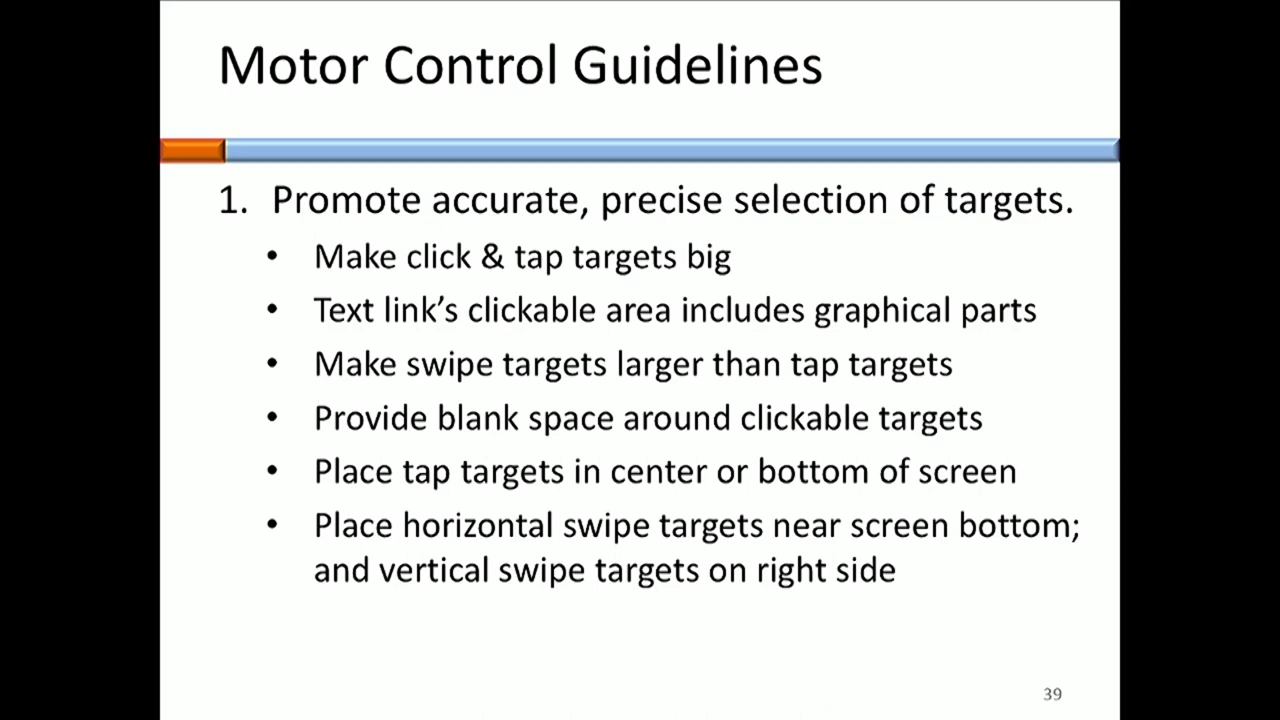 Motor Control Guidelines
1. Promote accurate, precise selection of targets.
• Make click & tap targets big
• Text link’s clickable area includes graphical parts
• Make swipe targets larger than tap targets
• Provide blank space around clickable targets
• Place tap targets in center or bottom of screen
• Place horizontal swipe targets near screen bottom;
and vertical swipe targets on right side
39